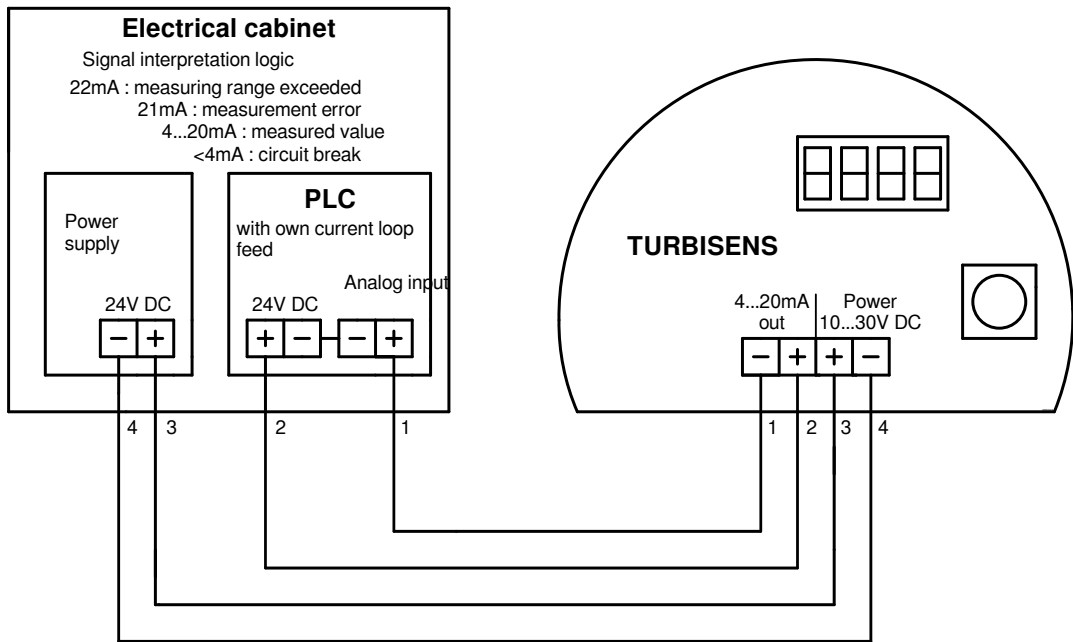 Electrical cabinet
Signal interpretation logic
22mA : measuring range exceeded
21mA : measurement error
4...20mA : measured value
<4mA : circuit break
Power
supply
24V DC
− +
PLC
with own current loop
feed
Analog input
24V DC
+ − − +
4 3 2 1
TURBISENS
4...20mA
out
Power
10...30V DC
− + + −
1 2 3 4